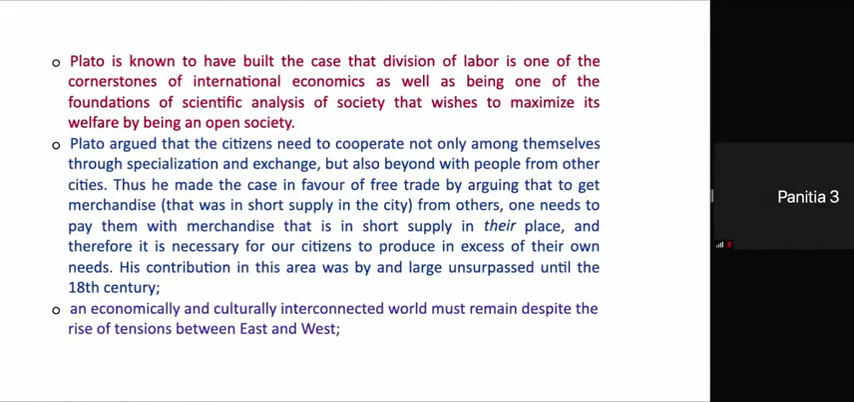 o Plato is known to have built the case that division of labor is one of the
cornerstones of international economics as well as being one of the
foundations of scientific analysis of society that wishes to maximize its
welfare by being an open society.
o Plato argued that the citizens need to cooperate not only among themselves
through specialization and exchange, but also beyond with people from other
cities. Thus he made the case in favour of free trade by arguing that to get
merchandise (that was in short supply in the city) from others, one needs to
pay them with merchandise that is in short supply in their place, and
therefore it is necessary for our citizens to produce in excess of their own
needs. His contribution in this area was by and large unsurpassed until the
18th century;
o an economically and culturally interconnected world must remain despite the
rise of tensions between East and West;
Panitia 3